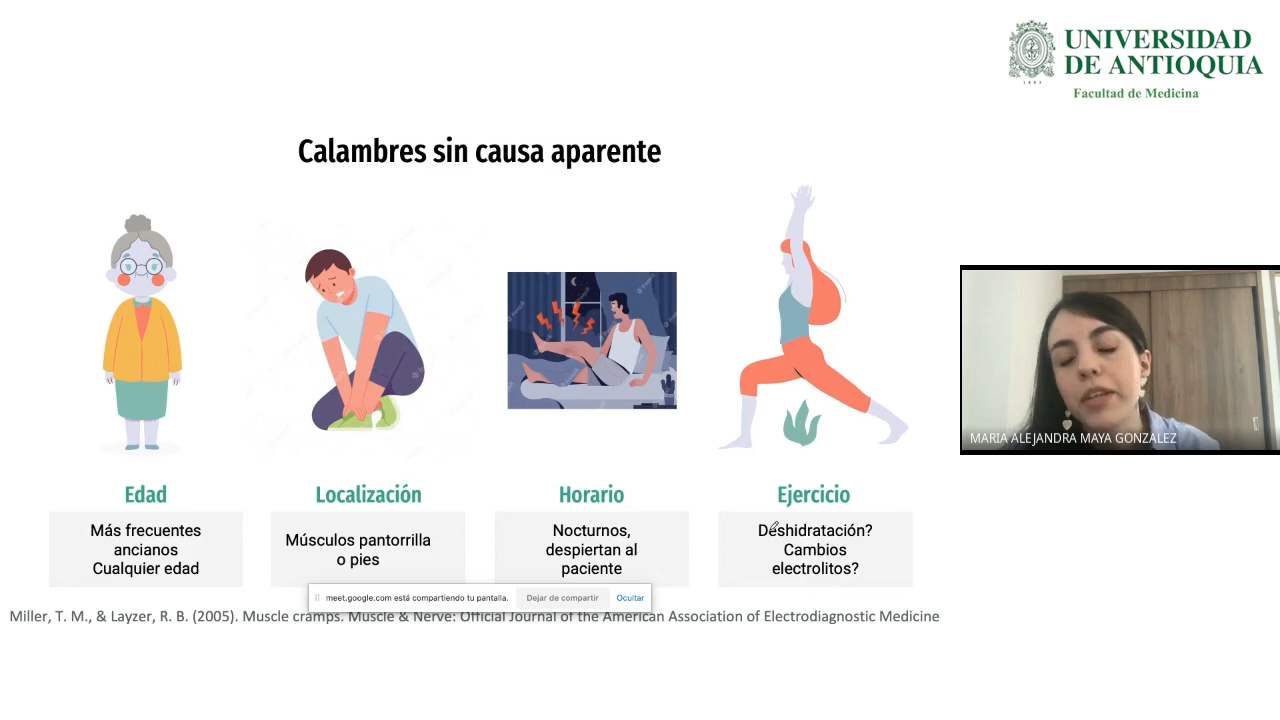 UNIVERSIDAD
DE ANTIOQUIA
1803
Facultad de Medicina
Calambres sin causa aparente
Edad
Más frecuentes
ancianos
Cualquier edad
Localización
Músculos pantorrilla
o pies
Horario
Nocturnos,
despiertan al
paciente
Ejercicio
Deshidratación?
Cambios
electrolitos?
MARIA ALEJANDRA MAYA GONZALEZ
meet.google.com está compartiendo tu pantalla.
Dejar de compartir
Ocultar
Miller, T. M., & Layzer, R. B. (2005). Muscle cramps. Muscle & Nerve: Official Journal of the American Association of Electrodiagnostic Medicine